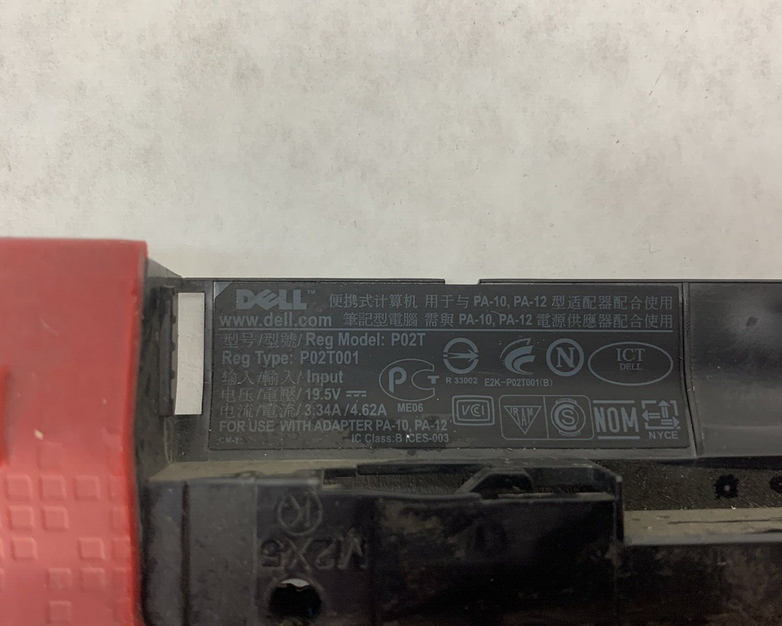 DELL™ 便携式计算机 用于与 PA-10, PA-12 型适配器配合使用
www.dell.com 筆記型電腦 需與 PA-10, PA-12 電源供應器配合使用
型号/型號/ Reg Model: P02T
Reg Type: P02T001
输入/輸入/ Input
电压/電壓/ 19.5V
电流/電流/ 3.34A / 4.62A
FOR USE WITH ADAPTER PA-10, PA-12
IC Class:B ICES-003
PCT
ME06
R 33002
E2K-P02T001(B)
N
ICT
DELL
VCI
IRAM
S
NOM
NYCE
M2X5
K